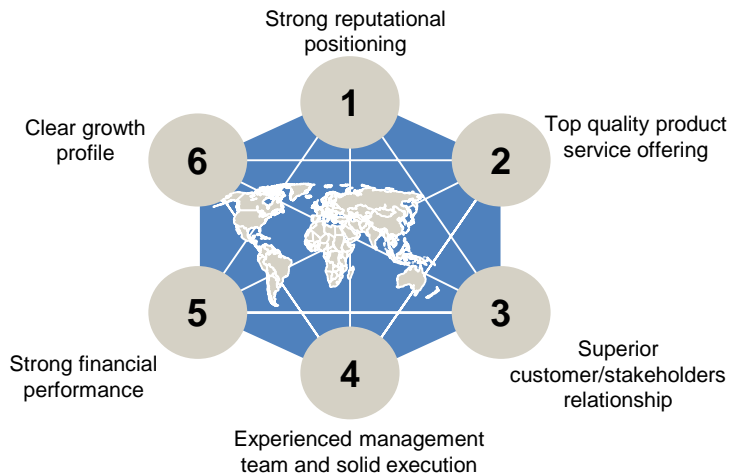 Strong reputational
positioning
1
Top quality product
service offering
2
3
Superior
customer/stakeholders
relationship
4
Experienced management
team and solid execution
5
Strong financial
performance
6
Clear growth
profile